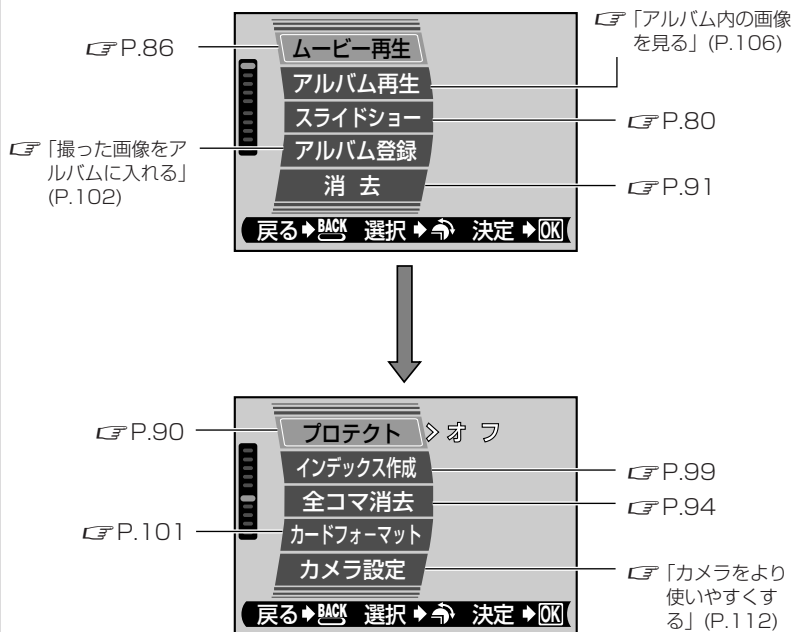 P.86
「撮った画像をア
ルバムに入れる」
(P.102)
ムービー再生
アルバム再生
スライドショー
アルバム登録
消 去
戻る BACK 選択 決定 OK
「アルバム内の画像
を見る」(P.106)
P.80
P.91
P.90
P.101
プロテクト オ フ
インデックス作成
全コマ消去
カードフォーマット
カメラ設定
戻る BACK 選択 決定 OK
P.99
P.94
「カメラをより
使いやすくす
る」(P.112)